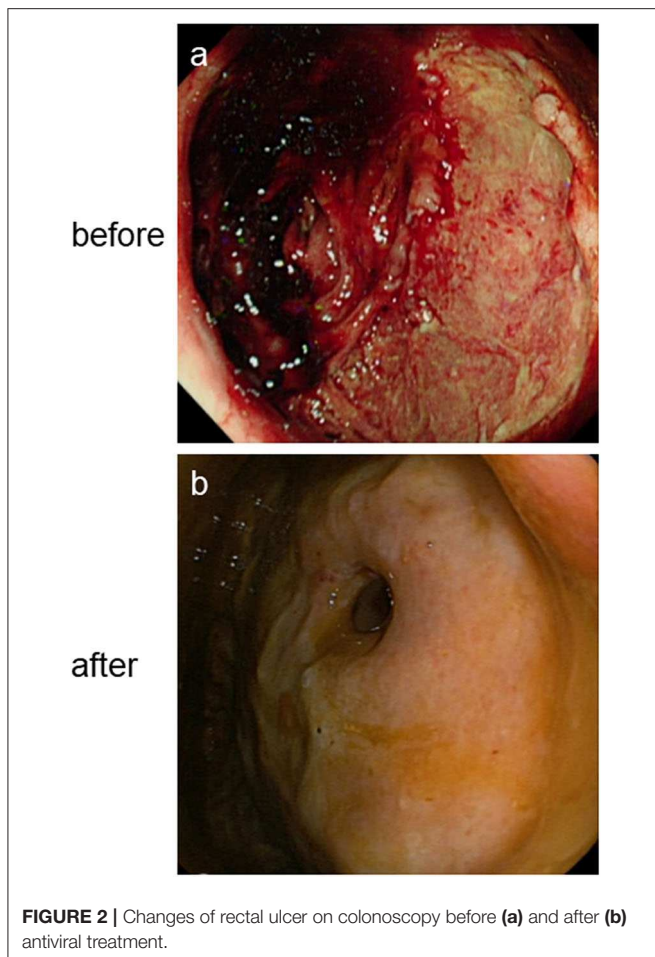 a
before
b
after
FIGURE 2 | Changes of rectal ulcer on colonoscopy before (a) and after (b)
antiviral treatment.